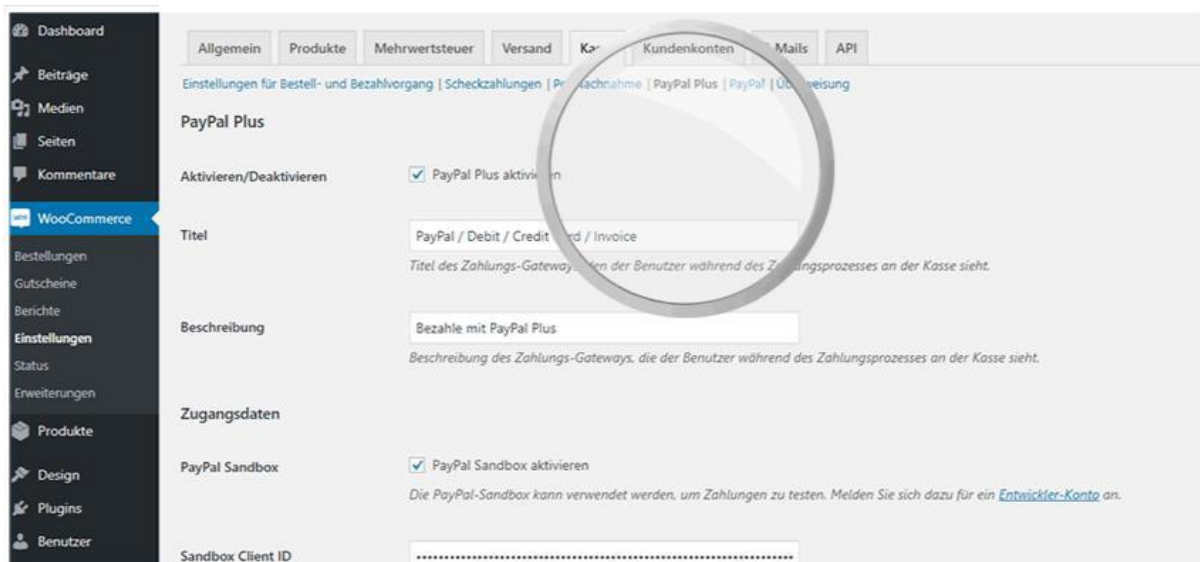 Dashboard
Beiträge
Medien
Seiten
Kommentare
WooCommerce
Bestellungen
Gutscheine
Berichte
Einstellungen
Status
Erweiterungen
Produkte
Design
Plugins
Benutzer
Allgemein Produkte Mehrwertsteuer Versand Kundenkonten Mails API
Einstellungen für Bestell- und Bezahlvorgang | Scheckzahlungen | Nachnahme | PayPal Plus | PayPal |
PayPal Plus
Aktivieren/Deaktivieren PayPal Plus aktivieren
Titel PayPal / Debit / Credit Card / Invoice
Titel des Zahlungs-Gateways, den der Benutzer während des Zahlungsprozesses an der Kasse sieht.
Beschreibung Bezahle mit PayPal Plus
Beschreibung des Zahlungs-Gateways, die der Benutzer während des Zahlungsprozesses an der Kasse sieht.
Zugangsdaten
PayPal Sandbox PayPal Sandbox aktivieren
Die PayPal-Sandbox kann verwendet werden, um Zahlungen zu testen. Melden Sie sich dazu für ein Entwickler-Konto an.
Sandbox Client ID